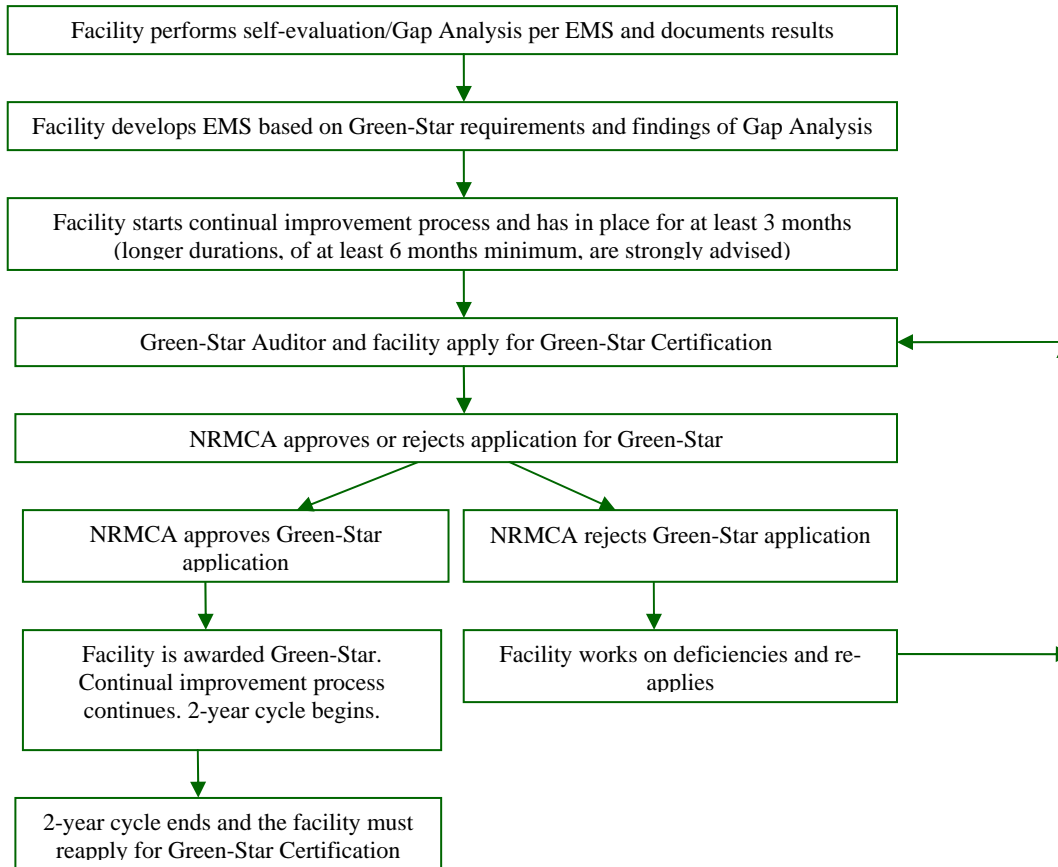 Facility performs self-evaluation/Gap Analysis per EMS and documents results
Facility develops EMS based on Green-Star requirements and findings of Gap Analysis
Facility starts continual improvement process and has in place for at least 3 months
(longer durations, of at least 6 months minimum, are strongly advised)
Green-Star Auditor and facility apply for Green-Star Certification
NRMCA approves or rejects application for Green-Star
NRMCA approves Green-Star
application
NRMCA rejects Green-Star application
Facility is awarded Green-Star.
Continual improvement process
continues. 2-year cycle begins.
Facility works on deficiencies and re-
applies
2-year cycle ends and the facility must
reapply for Green-Star Certification